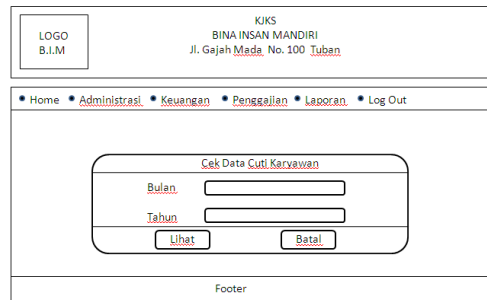 LOGO
B.I.M
KJKS
BINA INSAN MANDIRI
Jl. Gajah Mada No. 100 Tuban
Home Administrasi Keuangan Penggajian Laporan Log Out
Cek Data Cuti Karyawan
Bulan
Tahun
Lihat Batal
Footer